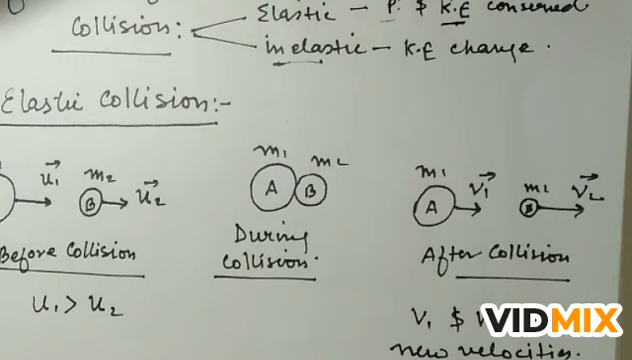 Elastic - P. $ K.E conserved
Collision:
inelastic - K.E change.
Elastic Collision:-
u₁ m₂ u₂
B
m₁ m₂
A B
m₁ v₁ m₂ v₂
A B
Before Collision
During
Collision.
After Collision
u₁ > u₂
v₁ $
new velocities.
VIDMIX